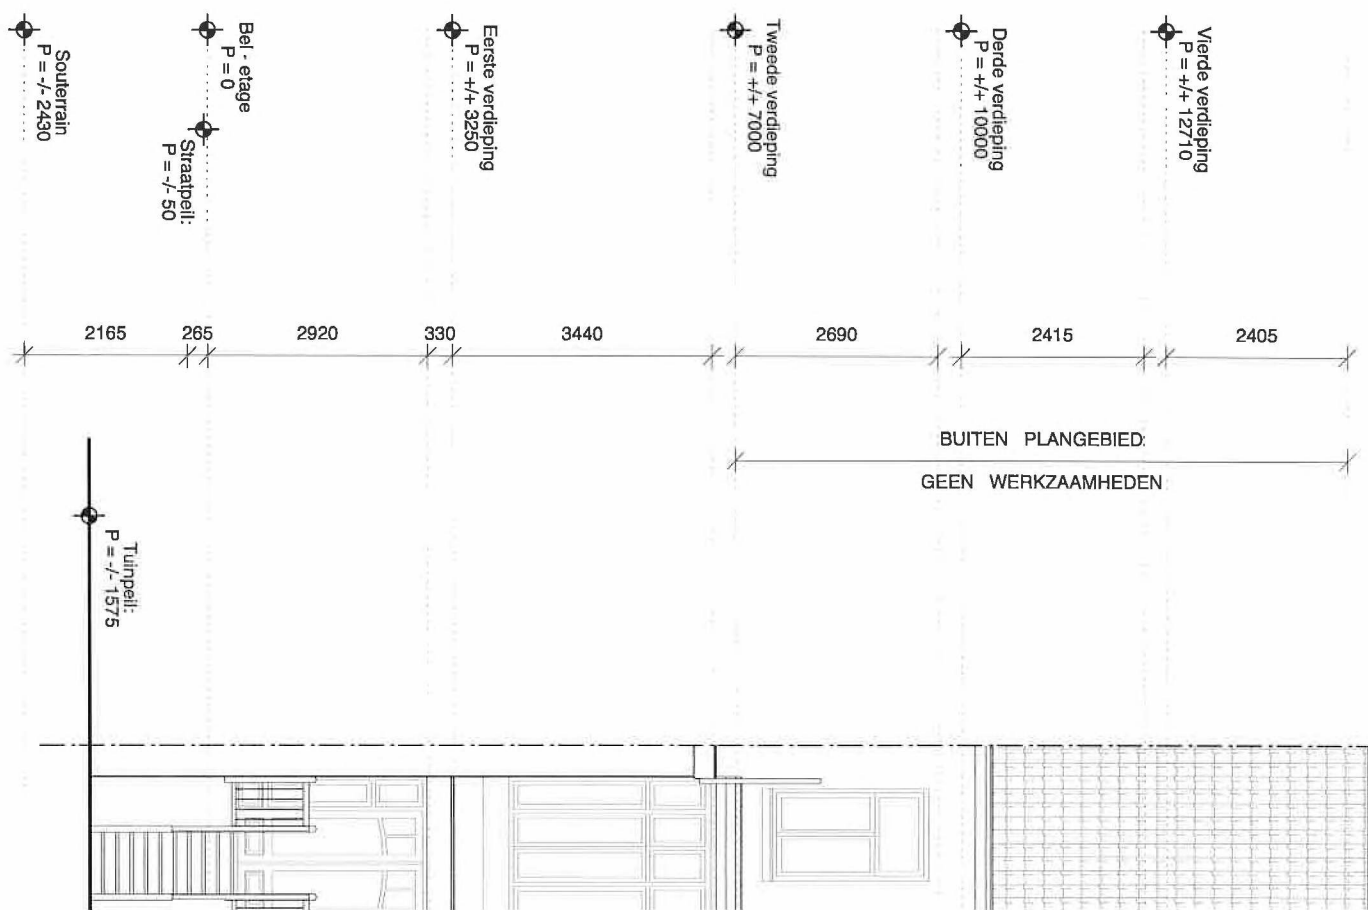 Souterrain
P = -/- 2430
Bel - etage
P = 0
Straatpeil:
P = -/- 50
Eerste verdieping
P = +/+ 3250
Tweede verdieping
P = +/+ 7000
Derde verdieping
P = +/+ 10000
Vierde verdieping
P = +/+ 12710
2165 265 2920 330 3440 2690 2415 2405
BUITEN PLANGEBIED:
GEEN WERKZAAMHEDEN
Tuinpeil:
P = -/- 1575